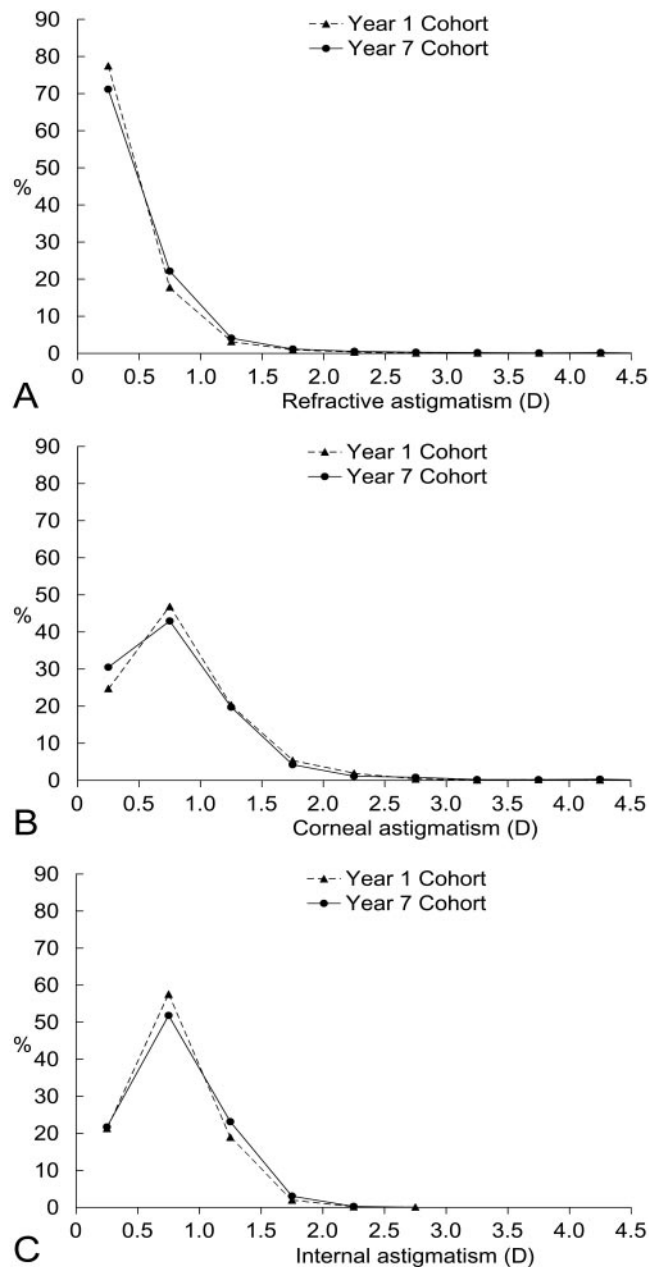 Year 1 Cohort
Year 7 Cohort
90
80
70
60
50
%
40
30
20
10
0
0 0.5 1.0 1.5 2.0 2.5 3.0 3.5 4.0 4.5
A
Refractive astigmatism (D)
Year 1 Cohort
Year 7 Cohort
90
80
70
60
50
%
40
30
20
10
0
0 0.5 1.0 1.5 2.0 2.5 3.0 3.5 4.0 4.5
B
Corneal astigmatism (D)
Year 1 Cohort
Year 7 Cohort
90
80
70
60
50
%
40
30
20
10
0
0 0.5 1.0 1.5 2.0 2.5 3.0 3.5 4.0 4.5
C
Internal astigmatism (D)